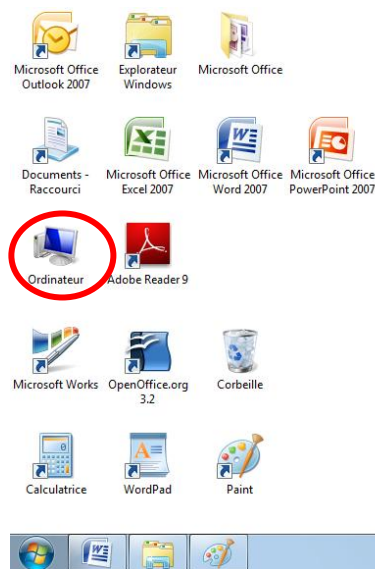 Microsoft Office
Outlook 2007
Explorateur
Windows
Microsoft Office
Documents -
Raccourci
Microsoft Office
Excel 2007
Microsoft Office
Word 2007
Microsoft Office
PowerPoint 2007
Ordinateur
Adobe Reader 9
Microsoft Works
OpenOffice.org
3.2
Corbeille
Calculatrice
WordPad
Paint